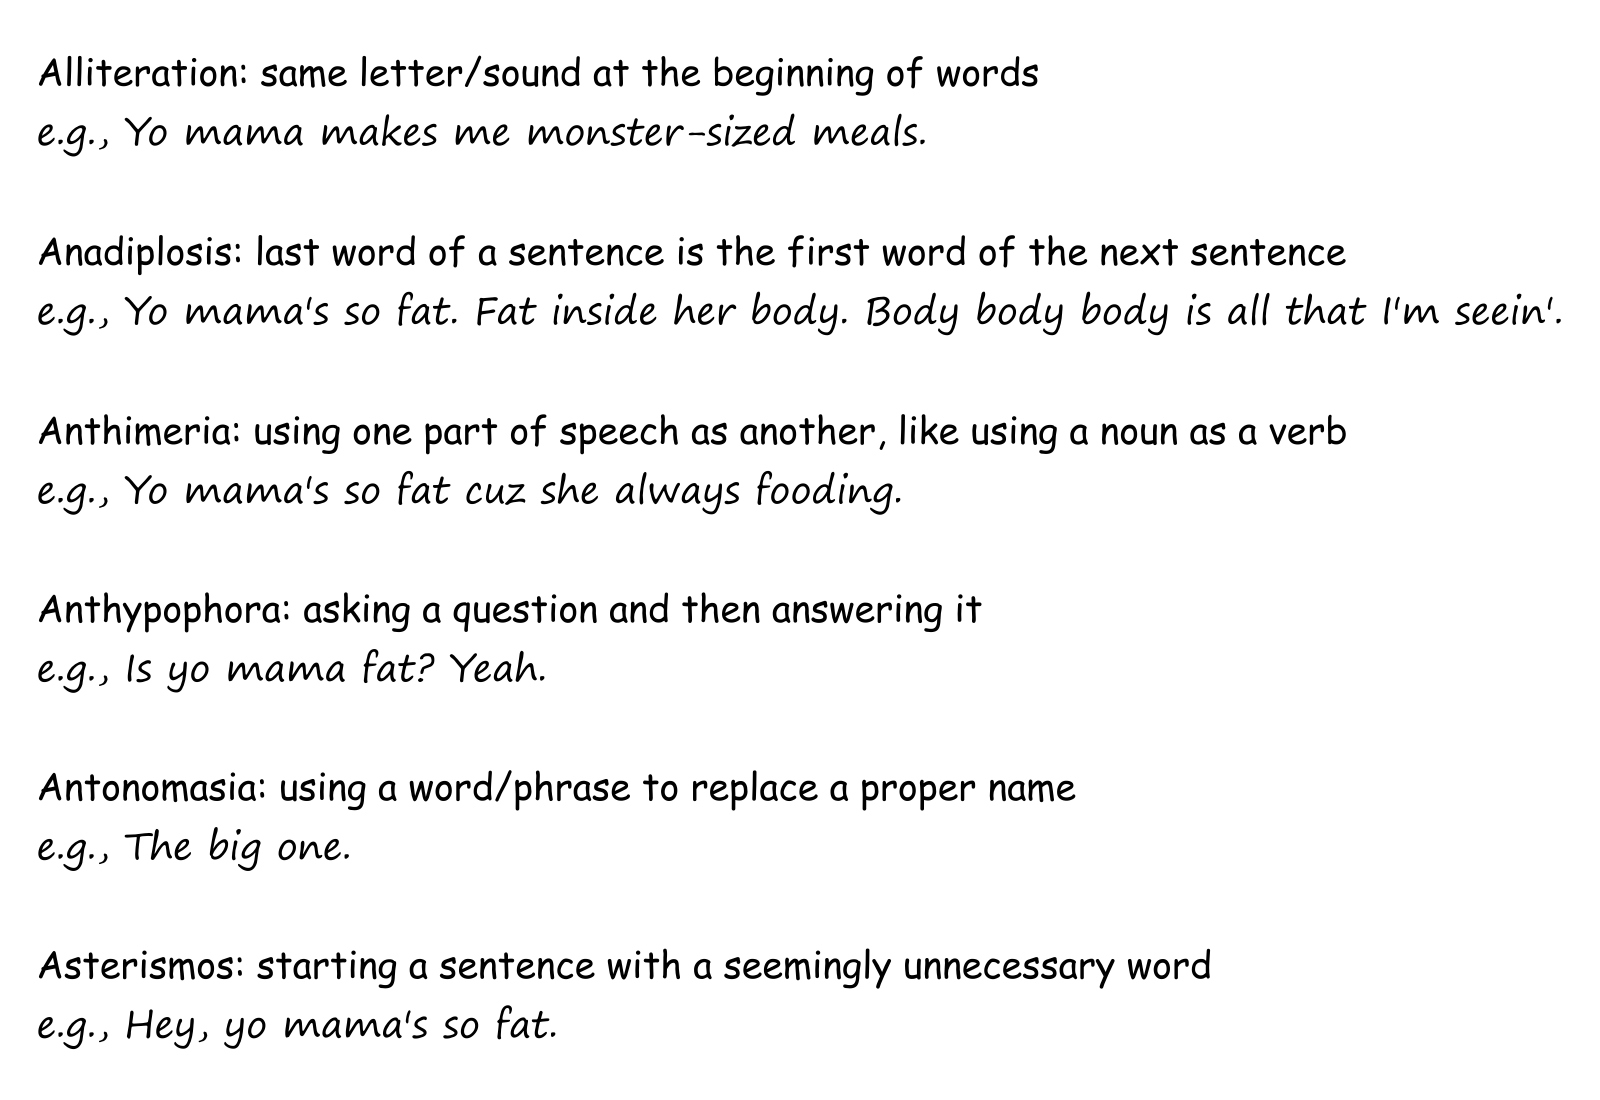 Alliteration: same letter/sound at the beginning of words
e.g., Yo mama makes me monster-sized meals.
Anadiplosis: last word of a sentence is the first word of the next sentence
e.g., Yo mama's so fat. Fat inside her body. Body body body is all that I'm seein'.
Anthimeria: using one part of speech as another, like using a noun as a verb
e.g., Yo mama's so fat cuz she always fooding.
Anthypophora: asking a question and then answering it
e.g., Is yo mama fat? Yeah.
Antonomasia: using a word/phrase to replace a proper name
e.g., The big one.
Asterismos: starting a sentence with a seemingly unnecessary word
e.g., Hey, yo mama's so fat.